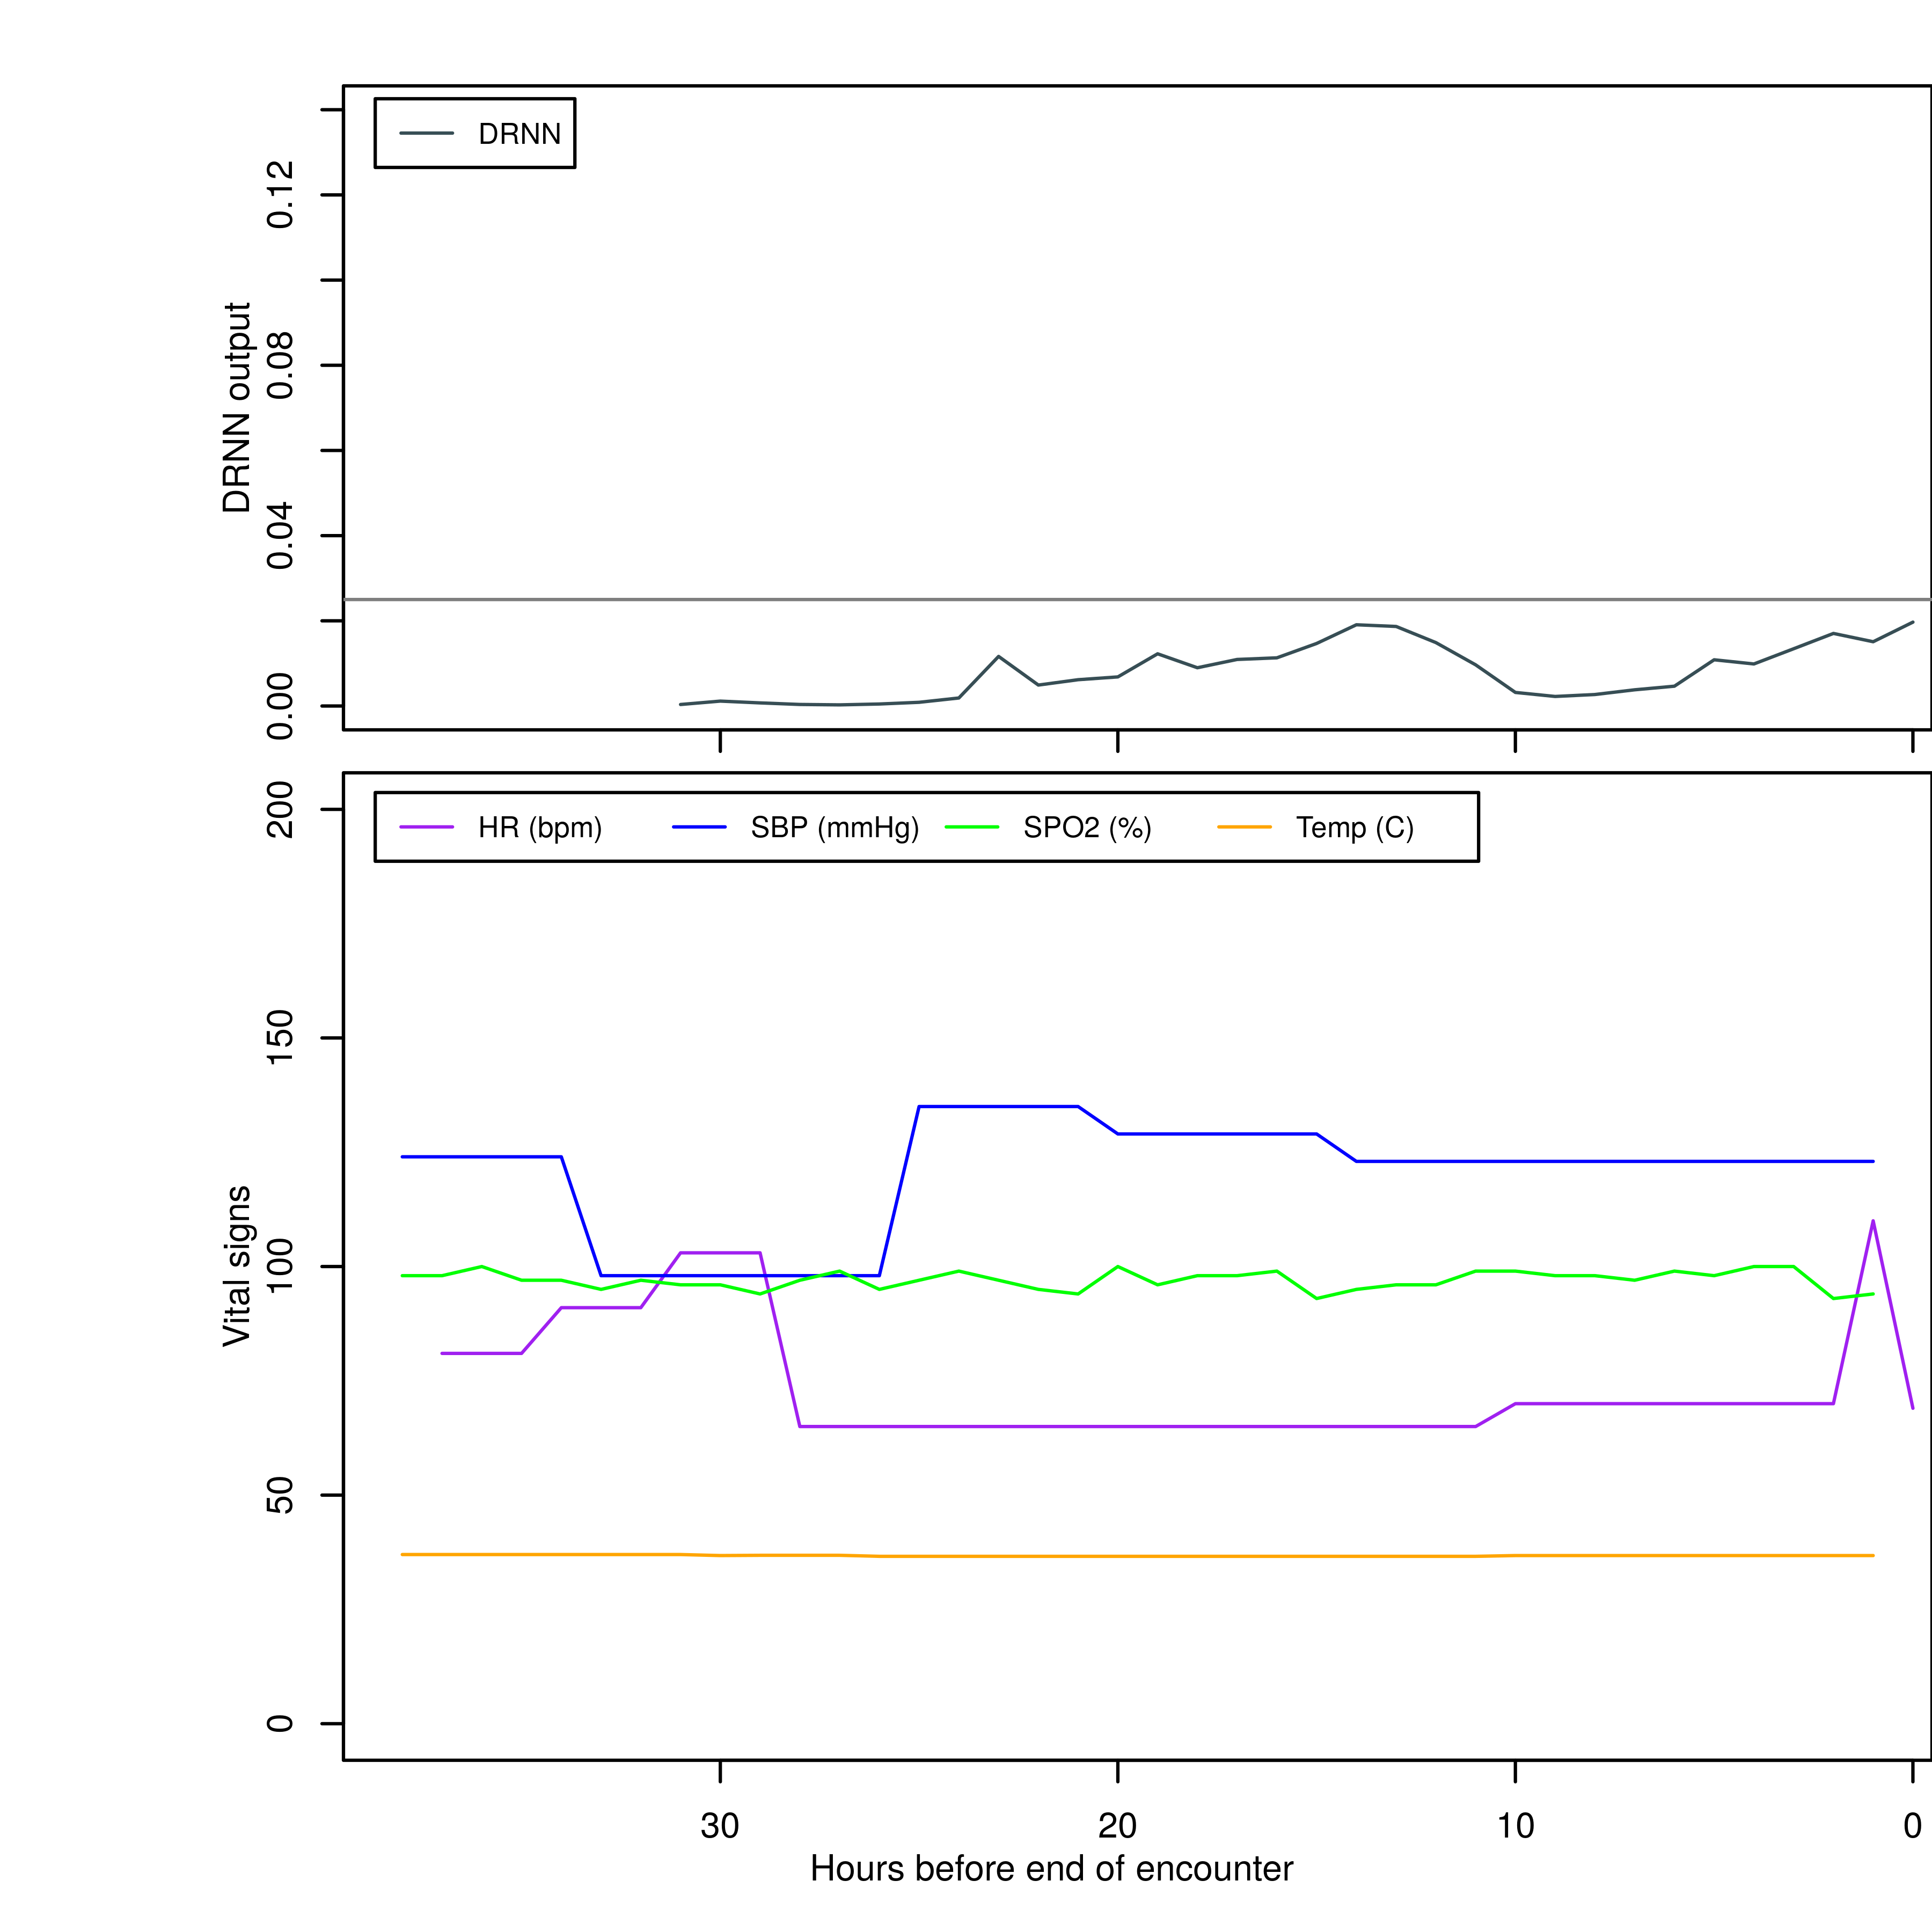 DRNN
DRNN output
0.12
0.08
0.04
0.00
HR (bpm) SBP (mmHg) SPO2 (%) Temp (C)
Vital signs
200
150
100
50
0
30 20 10 0
Hours before end of encounter